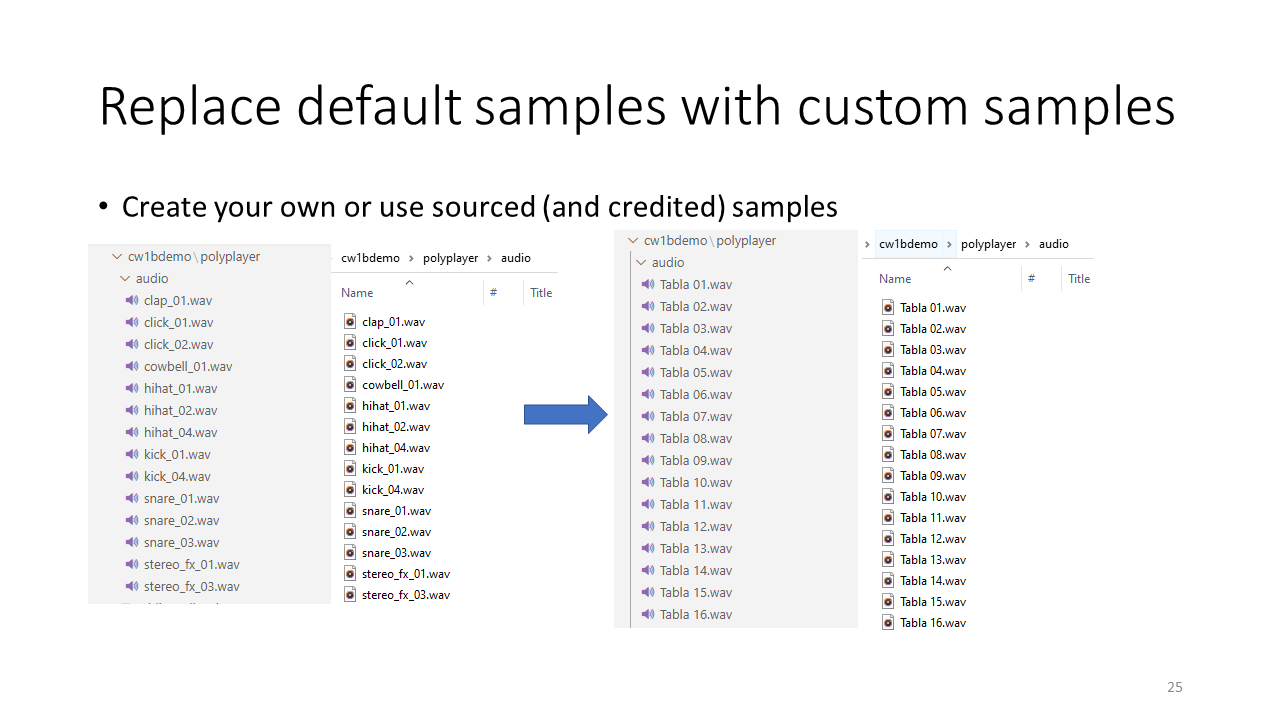 Replace default samples with custom samples
• Create your own or use sourced (and credited) samples
cw1bdemo\polyplayer
audio
clap_01.wav
click_01.wav
click_02.wav
cowbell_01.wav
hihat_01.wav
hihat_02.wav
hihat_04.wav
kick_01.wav
kick_04.wav
snare_01.wav
snare_02.wav
snare_03.wav
stereo_fx_01.wav
stereo_fx_03.wav
cw1bdemo > polyplayer > audio
Name # Title
clap_01.wav
click_01.wav
click_02.wav
cowbell_01.wav
hihat_01.wav
hihat_02.wav
hihat_04.wav
kick_01.wav
kick_04.wav
snare_01.wav
snare_02.wav
snare_03.wav
stereo_fx_01.wav
stereo_fx_03.wav
cw1bdemo\polyplayer
audio
Tabla 01.wav
Tabla 02.wav
Tabla 03.wav
Tabla 04.wav
Tabla 05.wav
Tabla 06.wav
Tabla 07.wav
Tabla 08.wav
Tabla 09.wav
Tabla 10.wav
Tabla 11.wav
Tabla 12.wav
Tabla 13.wav
Tabla 14.wav
Tabla 15.wav
Tabla 16.wav
> cw1bdemo > polyplayer > audio
Name # Title
Tabla 01.wav
Tabla 02.wav
Tabla 03.wav
Tabla 04.wav
Tabla 05.wav
Tabla 06.wav
Tabla 07.wav
Tabla 08.wav
Tabla 09.wav
Tabla 10.wav
Tabla 11.wav
Tabla 12.wav
Tabla 13.wav
Tabla 14.wav
Tabla 15.wav
Tabla 16.wav
25